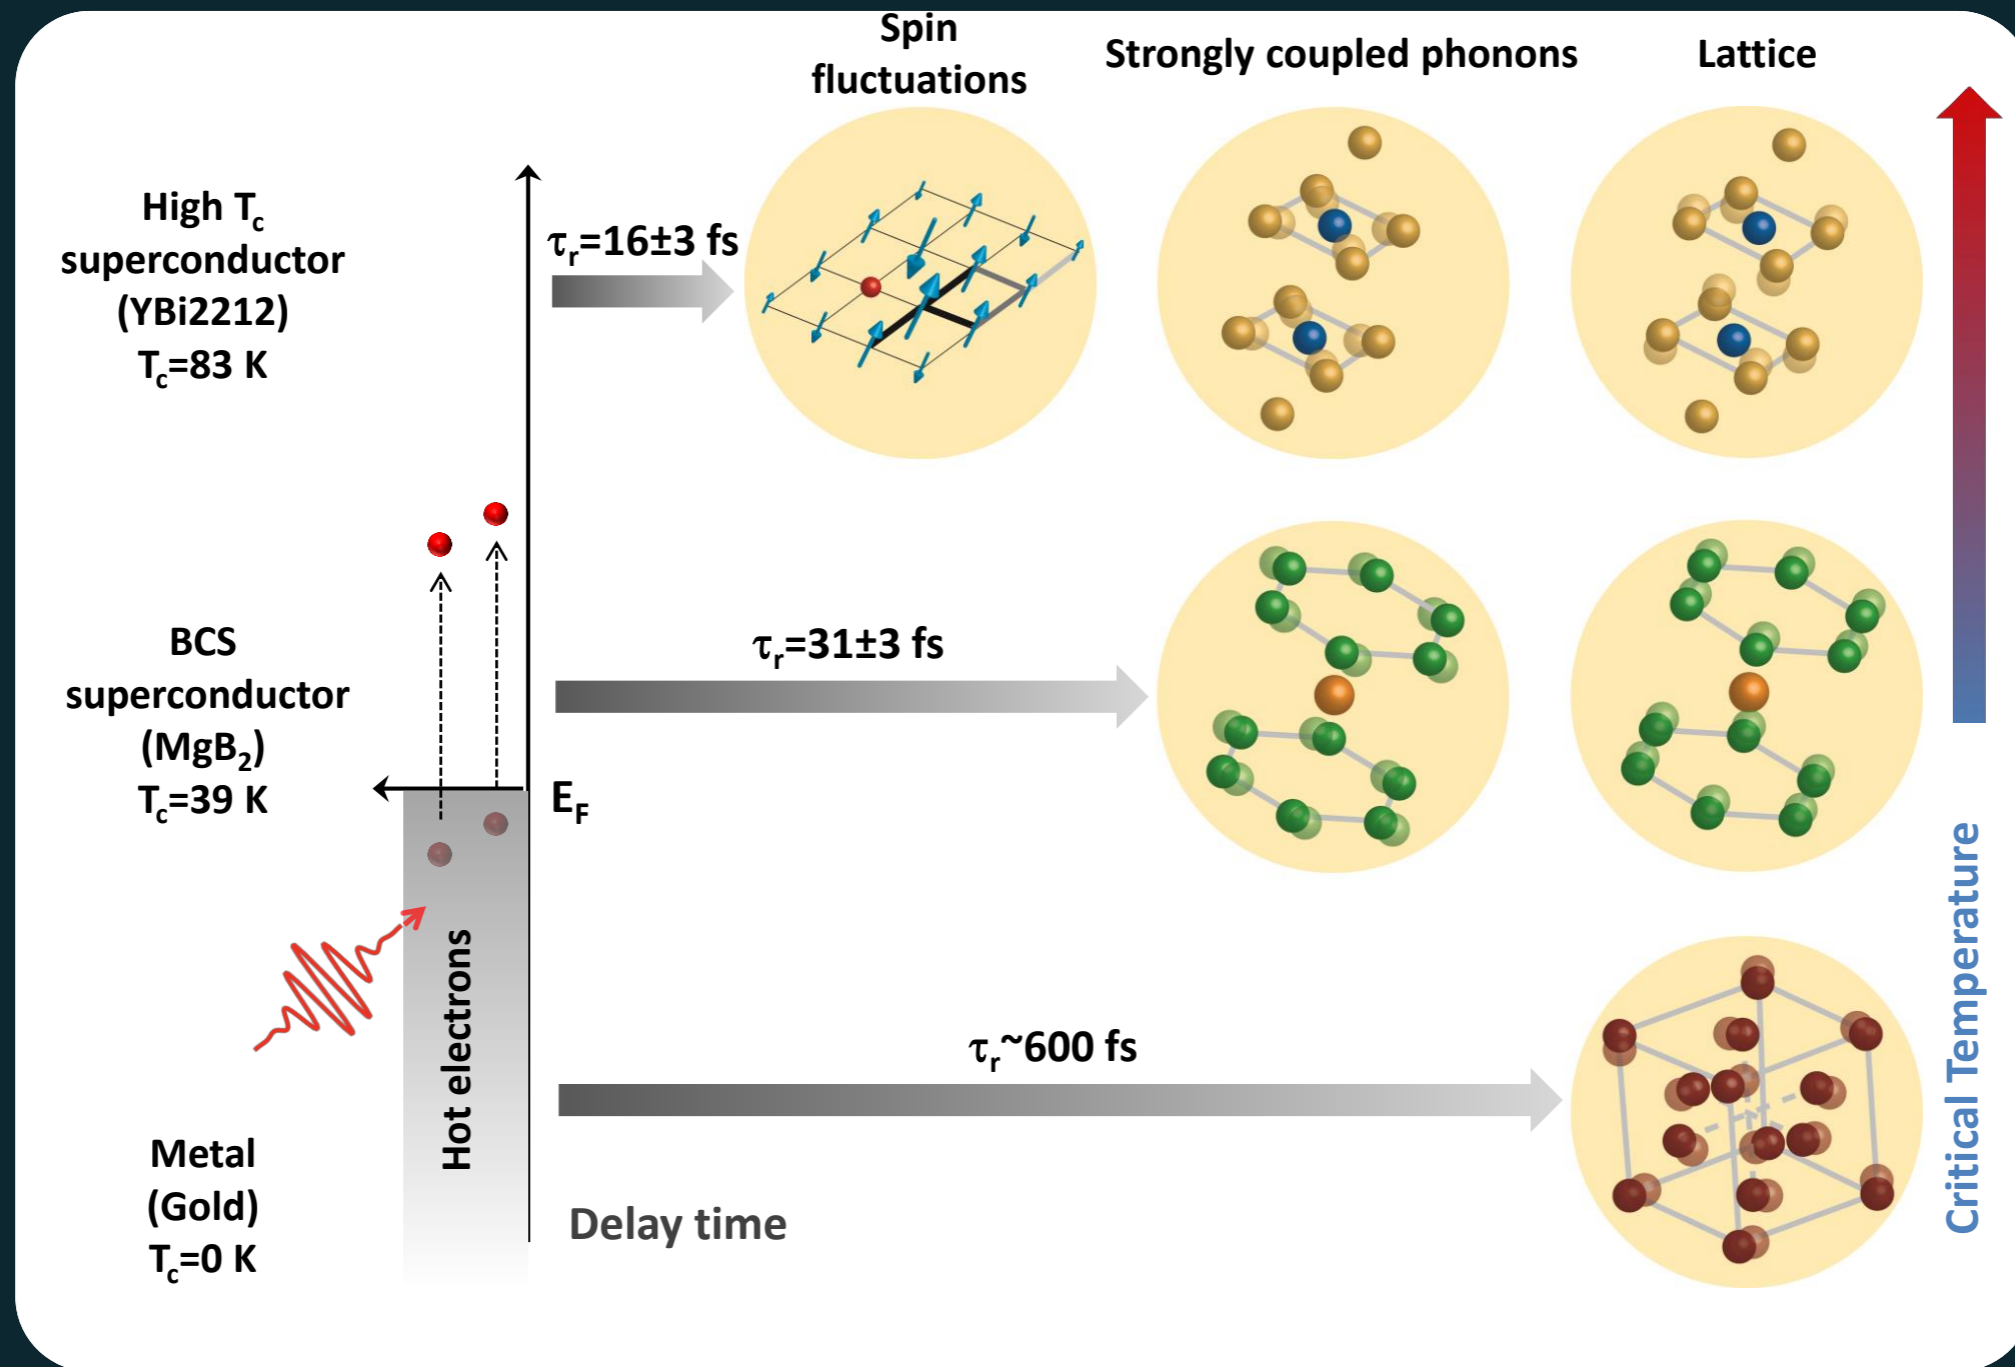 Spin
fluctuations
Strongly coupled phonons
Lattice
High Tc
superconductor
(YBi2212)
Tc=83 K
τr=16±3 fs
BCS
superconductor
(MgB2)
Tc=39 K
τr=31±3 fs
EF
Hot electrons
Metal
(Gold)
Tc=0 K
τr~600 fs
Delay time
Critical Temperature